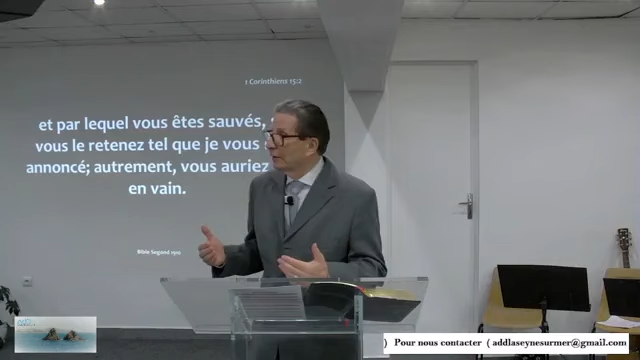 1 Corinthiens 15:2
et par lequel vous êtes sauvés,
vous le retenez tel que je vous
annoncé; autrement, vous auriez
en vain.
Bible Segond 1910
) Pour nous contacter ( addlaseynesurmer@gmail.com